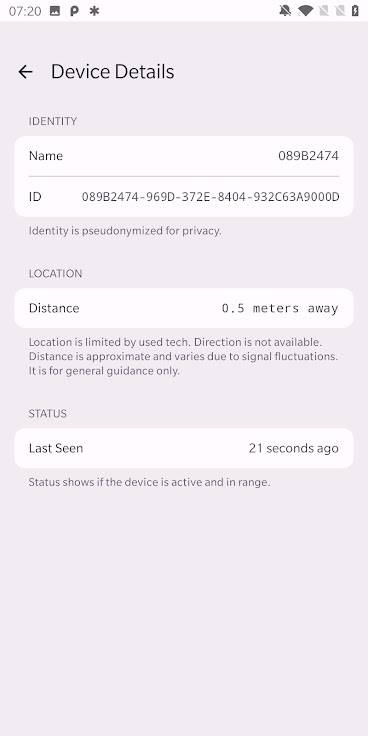 07:20
Device Details
IDENTITY
Name 089B2474
ID 089B2474-969D-372E-8404-932C63A9000D
Identity is pseudonymized for privacy.
LOCATION
Distance 0.5 meters away
Location is limited by used tech. Direction is not available.
Distance is approximate and varies due to signal fluctuations.
It is for general guidance only.
STATUS
Last Seen 21 seconds ago
Status shows if the device is active and in range.